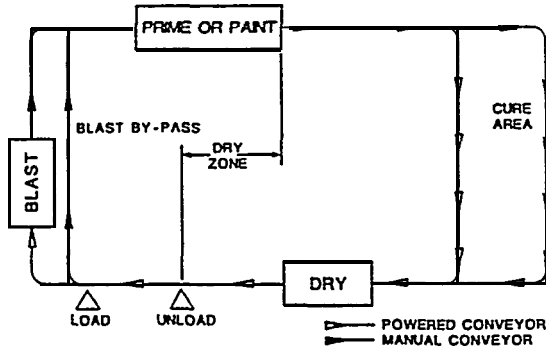 PRIME OR PAINT
CURE
AREA
BLAST BY-PASS
DRY
ZONE
BLAST
DRY
LOAD
UNLOAD
POWERED CONVEYOR
MANUAL CONVEYOR